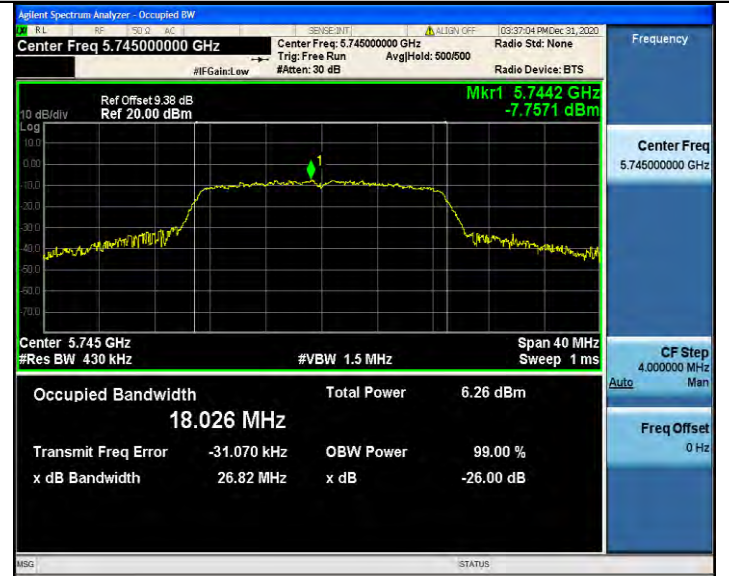 Agilent Spectrum Analyzer - Occupied BW
RL RF 50 Ω AC SENSE:INT ALIGN OFF 03:37:04 PM Dec 31, 2020
Center Freq 5.745000000 GHz
Center Freq: 5.745000000 GHz
Radio Std: None
Trig: Free Run Avg|Hold: 500/500
#IFGain:Low #Atten: 30 dB Radio Device: BTS
Frequency
Mkr1 5.7442 GHz
-7.7571 dBm
Ref Offset 9.38 dB
10 dB/div Ref 20.00 dBm
Log
10.0
0.00
-10.0
-20.0
-30.0
-40.0
-50.0
-70.0
1
Center Freq
5.745000000 GHz
Center 5.745 GHz Span 40 MHz
#Res BW 430 kHz #VBW 1.5 MHz Sweep 1 ms
CF Step
4.000000 MHz
Auto Man
Freq Offset
0 Hz
Occupied Bandwidth Total Power 6.26 dBm
18.026 MHz
Transmit Freq Error -31.070 kHz OBW Power 99.00 %
x dB Bandwidth 26.82 MHz x dB -26.00 dB
MSG STATUS